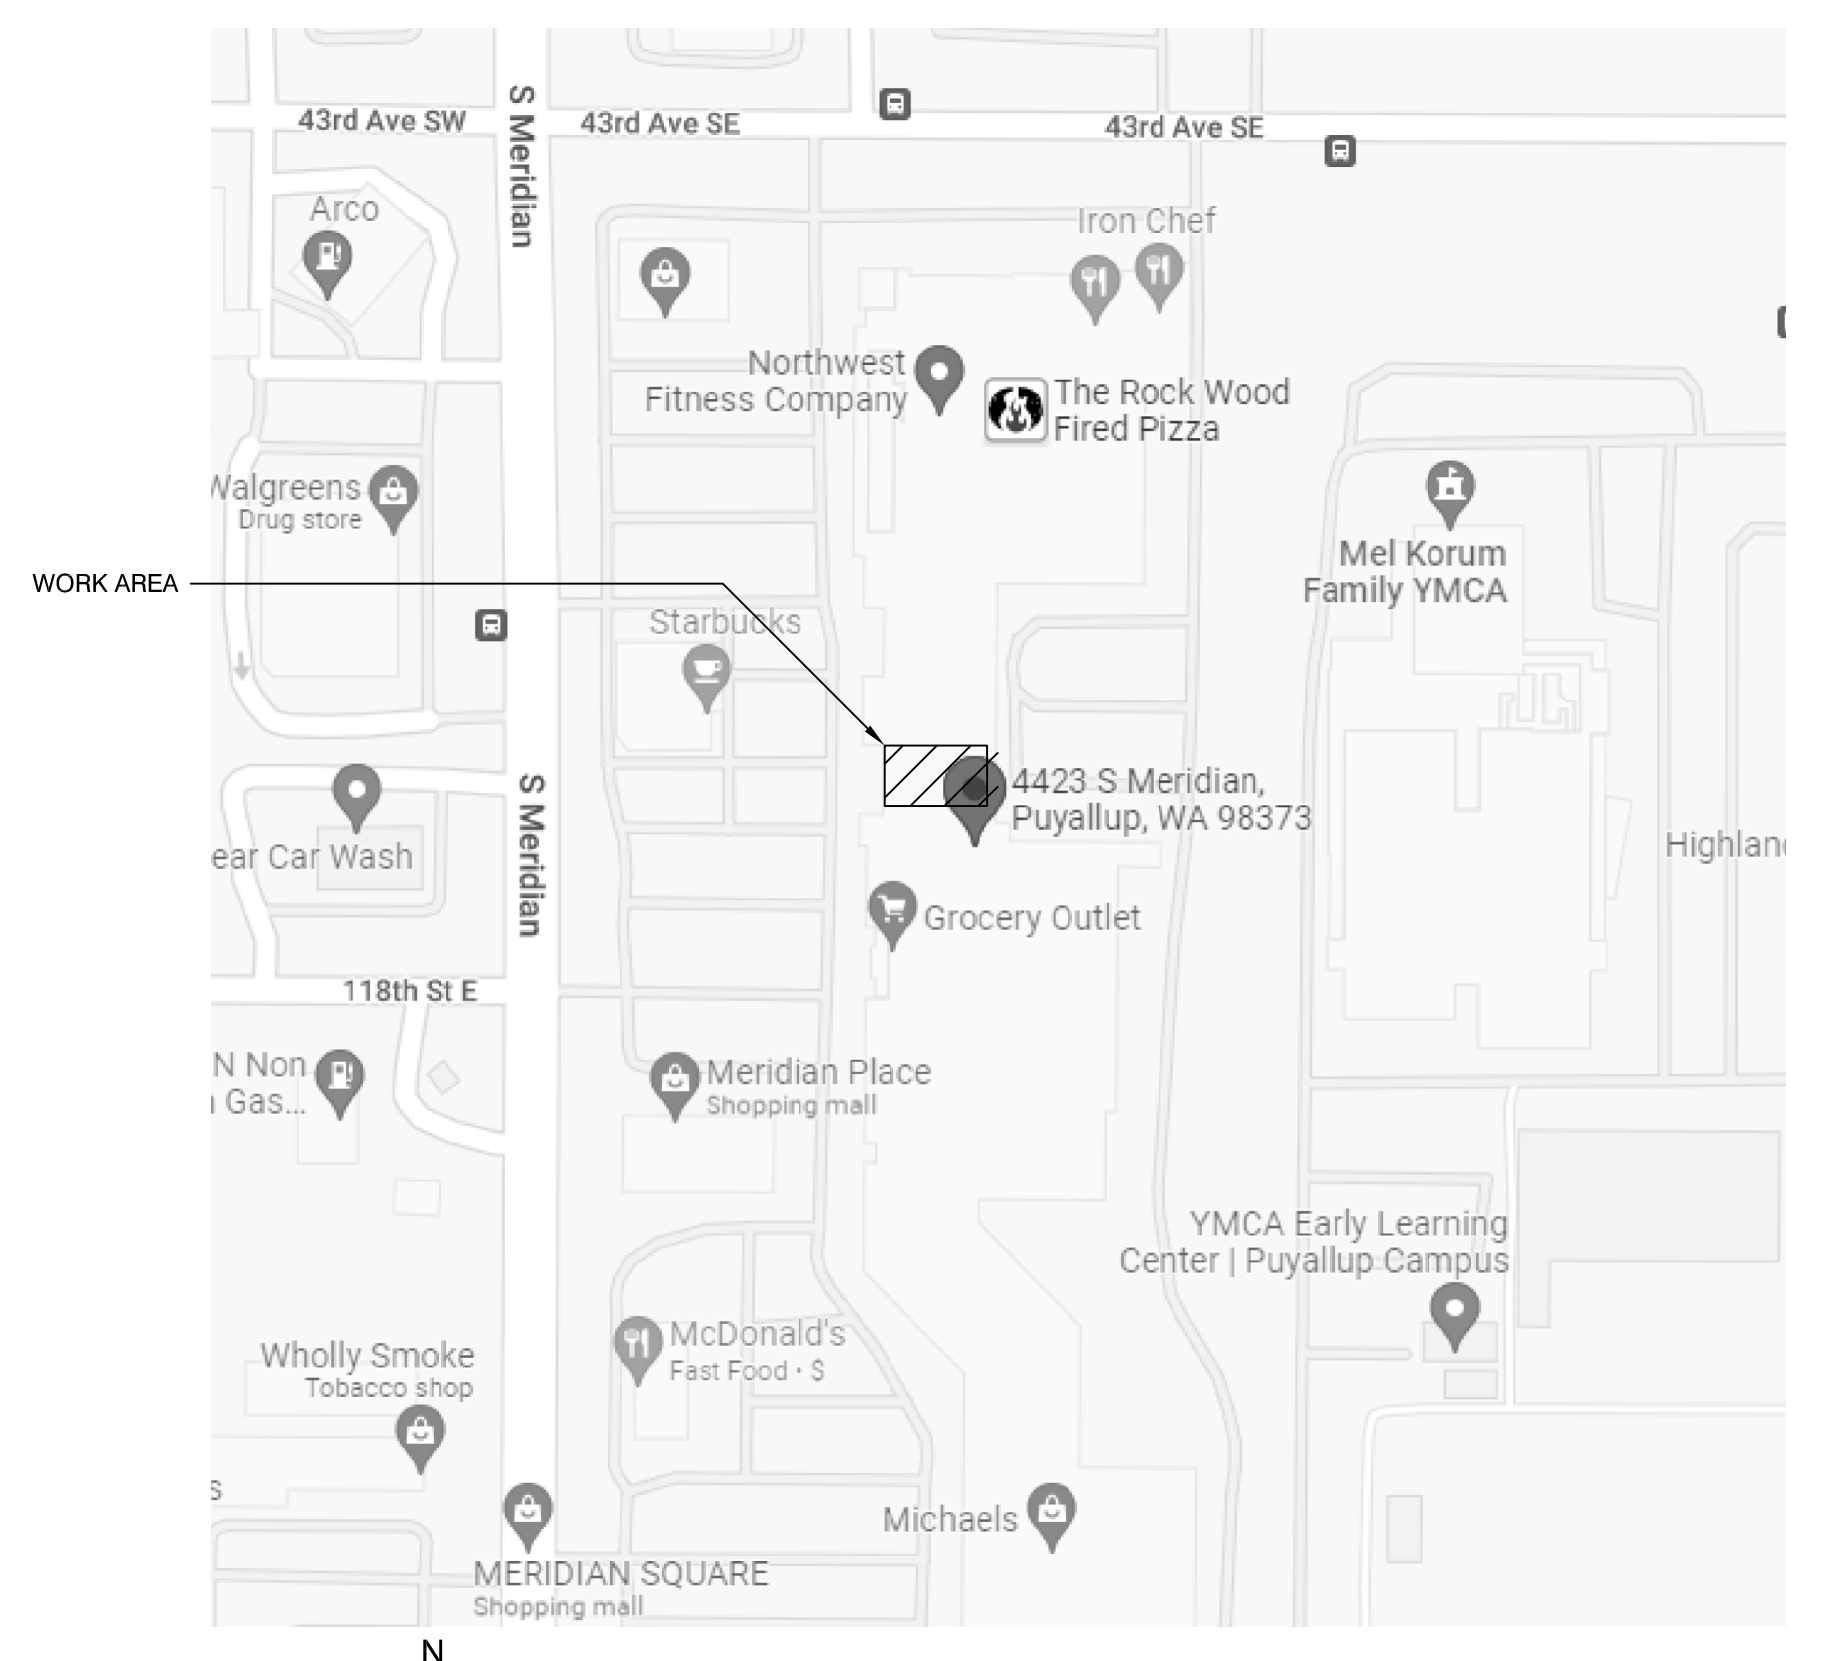 43rd Ave SW
S Meridian
43rd Ave SE
43rd Ave SE
Arco
Iron Chef
Northwest
Fitness Company
The Rock Wood
Fired Pizza
Walgreens
Drug store
Mel Korum
Family YMCA
WORK AREA
Starbucks
4423 S Meridian,
Puyallup, WA 98373
S Meridian
ear Car Wash
Highlan
Grocery Outlet
118th St E
N Non
Gas...
Meridian Place
Shopping mall
YMCA Early Learning
Center | Puyallup Campus
McDonald's
Fast Food · $
Wholly Smoke
Tobacco shop
s
Michaels
MERIDIAN SQUARE
Shopping mall
N